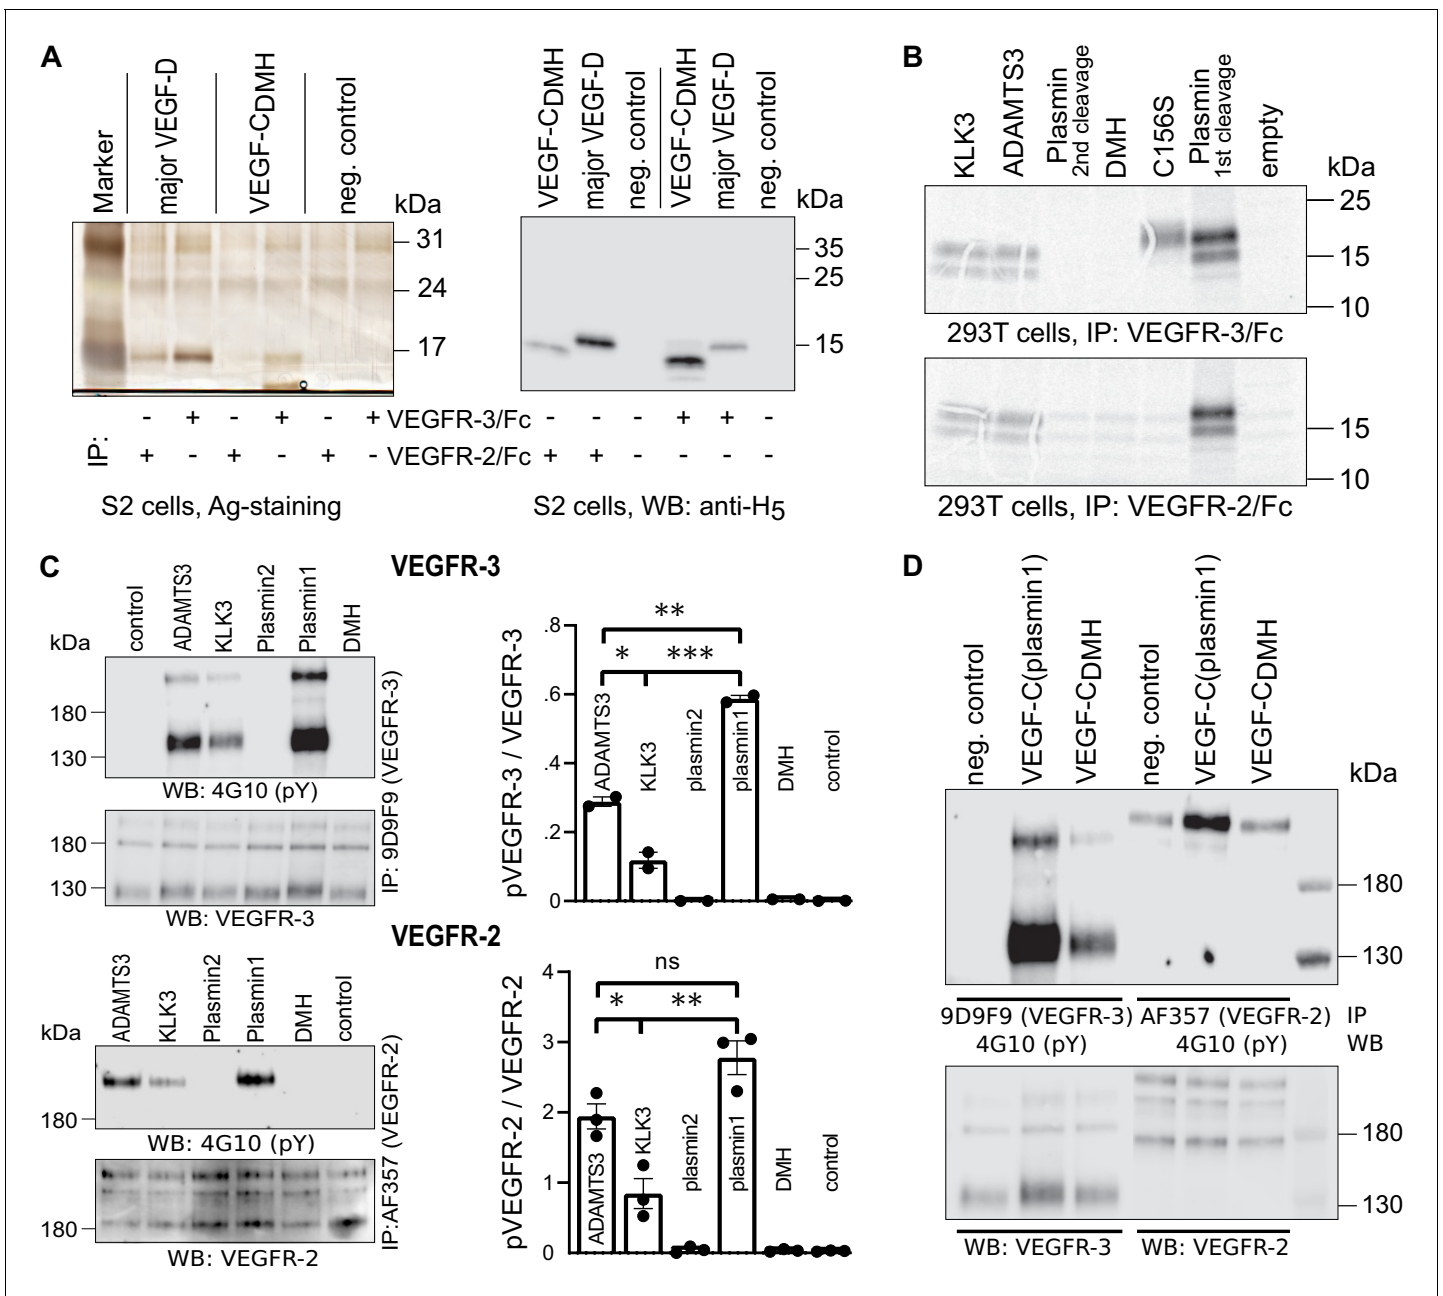 A
Marker
major VEGF-D
VEGF-CDMH
neg. control
kDa
31
24
17
- + - + - + VEGFR-3/Fc
+ - + - + - VEGFR-2/Fc
IP:
S2 cells, Ag-staining
VEGF-CDMH
major VEGF-D
neg. control
VEGF-CDMH
major VEGF-D
neg. control
kDa
35
25
15
- - - + + -
+ + - - - -
S2 cells, WB: anti-H5
B
KLK3
ADAMTS3
Plasmin
2nd cleavage
DMH
C156S
Plasmin
1st cleavage
empty
kDa
25
15
10
293T cells, IP: VEGFR-3/Fc
15
10
293T cells, IP: VEGFR-2/Fc
C
VEGFR-3
control
ADAMTS3
KLK3
Plasmin2
Plasmin1
DMH
kDa
180
130
WB: 4G10 (pY)
180
130
WB: VEGFR-3
IP: 9D9F9 (VEGFR-3)
pVEGFR-3 / VEGFR-3
.8
.6
.4
.2
0
**
* ***
ADAMTS3
KLK3
plasmin2
plasmin1
DMH
control
VEGFR-2
ADAMTS3
KLK3
Plasmin2
Plasmin1
DMH
control
kDa
180
WB: 4G10 (pY)
180
WB: VEGFR-2
IP:AF357 (VEGFR-2)
pVEGFR-2 / VEGFR-2
4
3
2
1
0
ns
* **
ADAMTS3
KLK3
plasmin2
plasmin1
DMH
control
D
neg. control
VEGF-C(plasmin1)
VEGF-CDMH
neg. control
VEGF-C(plasmin1)
VEGF-CDMH
kDa
180
130
9D9F9 (VEGFR-3) AF357 (VEGFR-2) IP
4G10 (pY) 4G10 (pY) WB
180
130
WB: VEGFR-3 WB: VEGFR-2